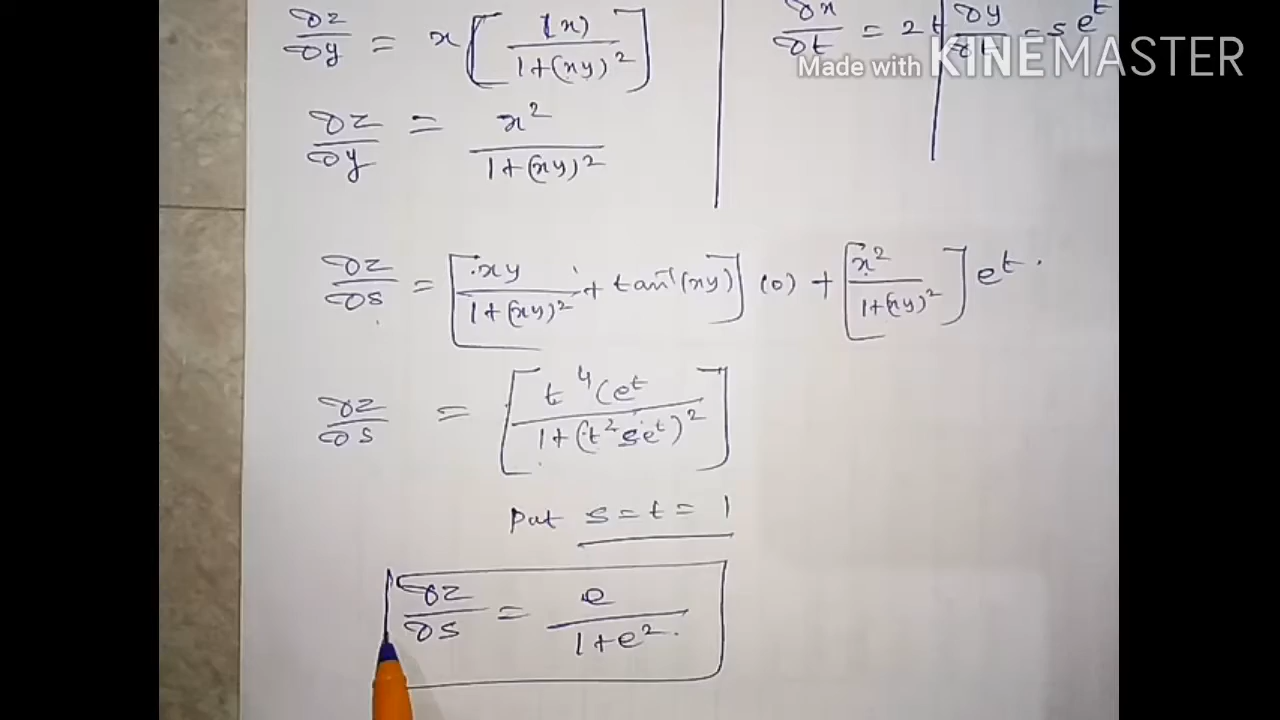 ∂z/∂y = x [ (x) / 1+(xy)² ]
∂x/∂t = 2t
∂y/∂t = s e^t
Made with KINEMASTER
∂z/∂y = x² / 1+(xy)²
∂z/∂s = [ xy / 1+(xy)² + tan⁻¹(xy) ] (0) + [ x² / 1+(xy)² ] e^t .
∂z/∂s = [ t⁴(e^t / 1+(t² s e^t)² ]
Put s = t = 1
∂z/∂s = e / 1+e² .